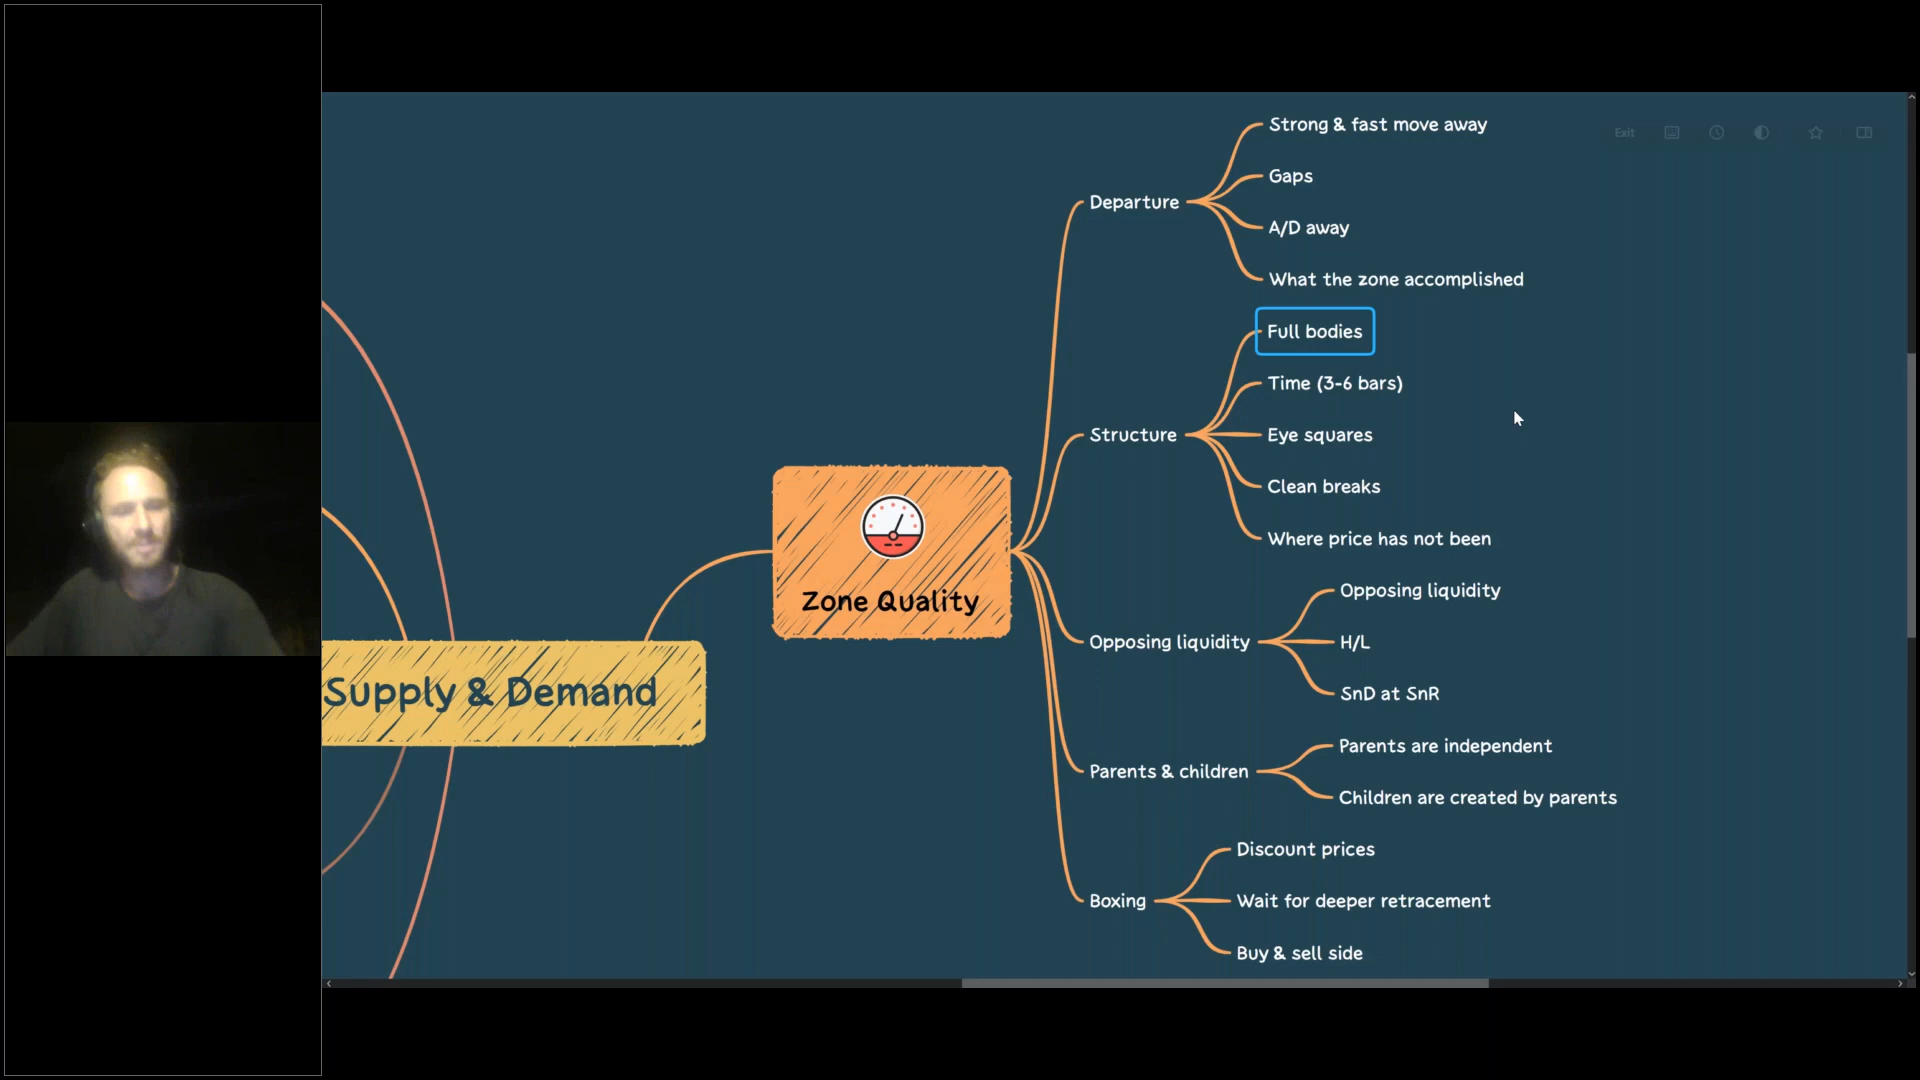 Strong & fast move away
Exit
Gaps
Departure
A/D away
What the zone accomplished
Full bodies
Time (3-6 bars)
Structure
Eye squares
Clean breaks
Where price has not been
Zone Quality
Opposing liquidity
Opposing liquidity
H/L
SnD at SnR
Supply & Demand
Parents & children
Parents are independent
Children are created by parents
Boxing
Discount prices
Wait for deeper retracement
Buy & sell side